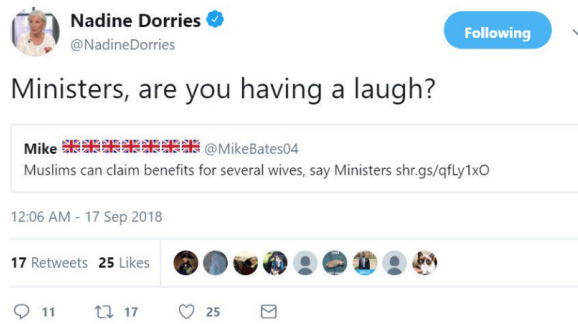 Nadine Dorries
Following
@NadineDorries
Ministers, are you having a laugh?
Mike 🇬🇧🇬🇧🇬🇧🇬🇧🇬🇧🇬🇧🇬🇧 @MikeBates04
Muslims can claim benefits for several wives, say Ministers shr.gs/qfLy1xO
12:06 AM - 17 Sep 2018
17 Retweets 25 Likes
11 17 25